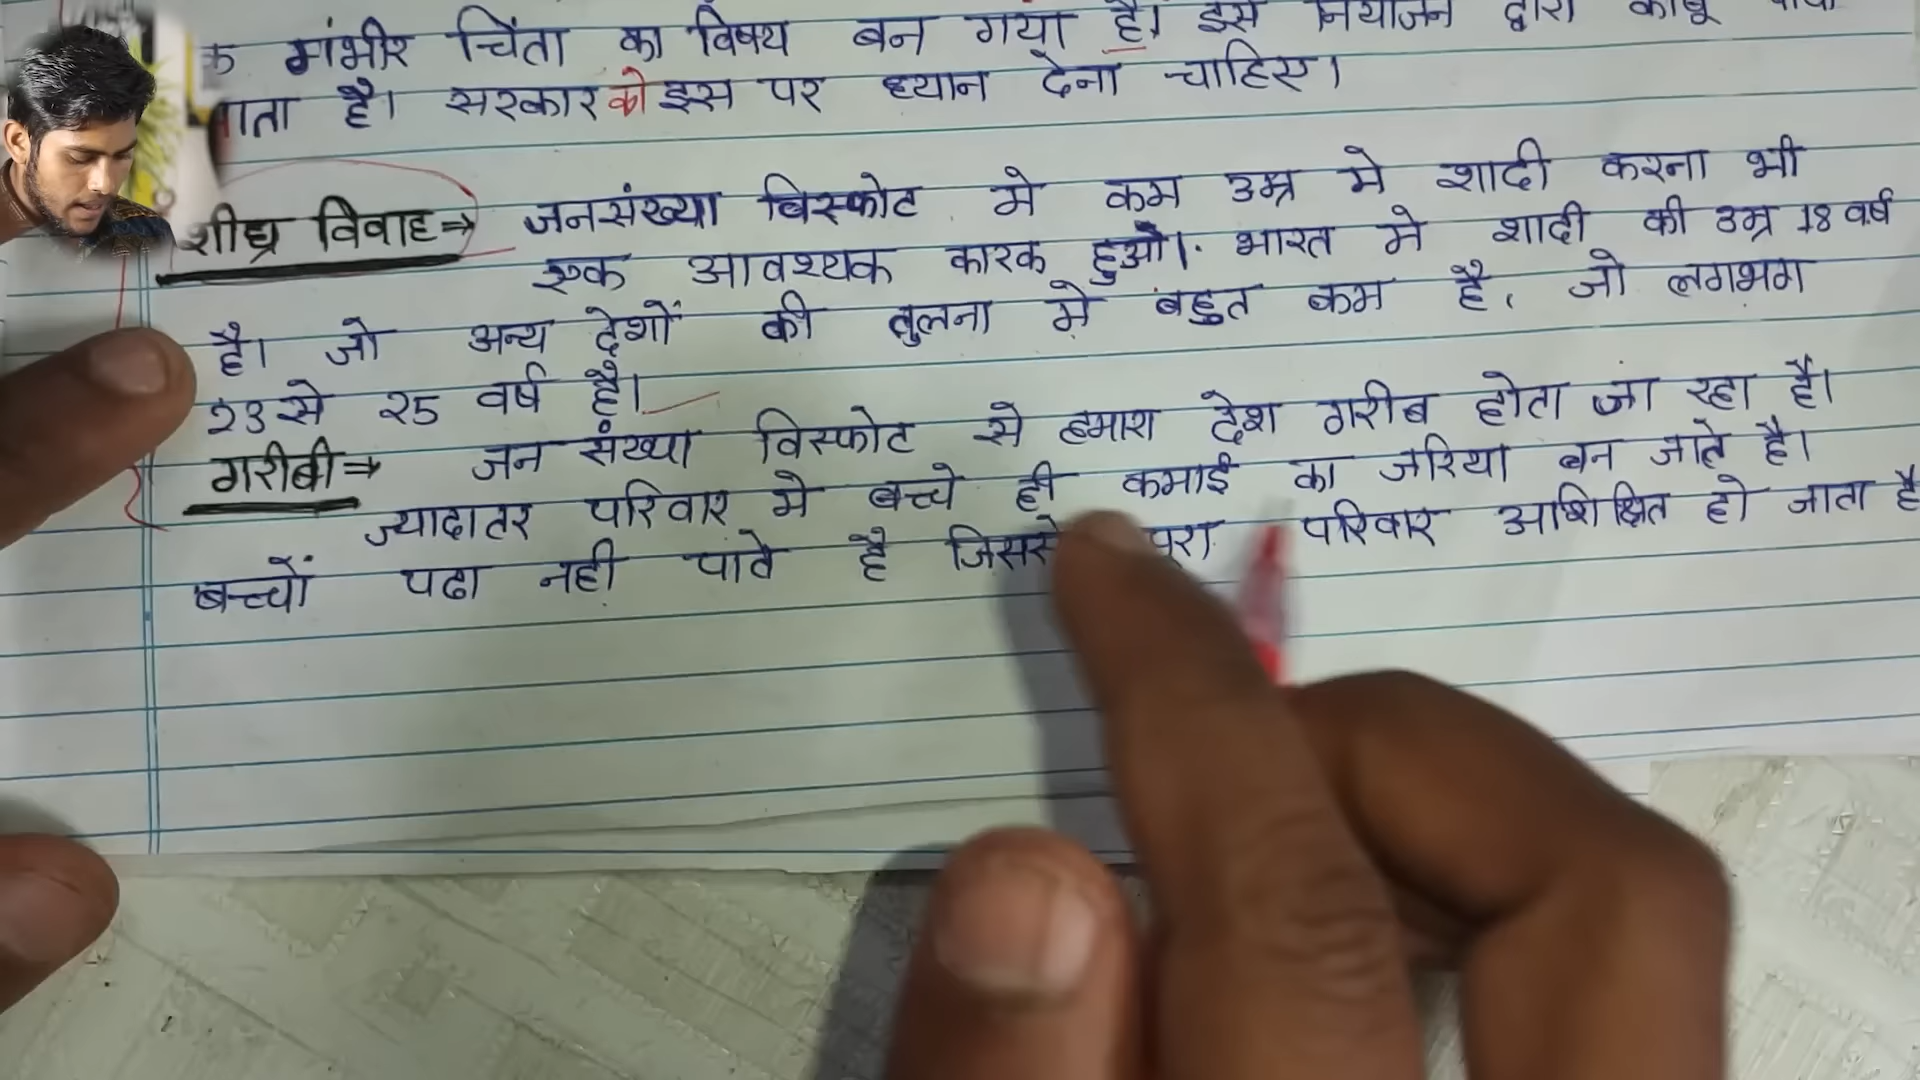 क गंभीर चिंता का विषय बन गया है। इसे नियोजन द्वारा काबू
जाता है। सरकार को इस पर ध्यान देना चाहिए।
शीघ्र विवाह⇒ जनसंख्या विस्फोट मे कम उम्र मे शादी करना भी
एक आवश्यक कारक हुआ। भारत मे शादी की उम्र 18 वर्ष
है। जो अन्य देशों की तुलना मे बहुत कम है, जो लगभग
23 से 25 वर्ष है।
गरीबी⇒ जन संख्या विस्फोट से हमारा देश गरीब होता जा रहा है।
ज्यादातर परिवार मे बच्चे ही कमाई का जरिया बन जाते है।
बच्चों पढा नही पाते है जिससे पूरा परिवार अशिक्षित हो जाता है